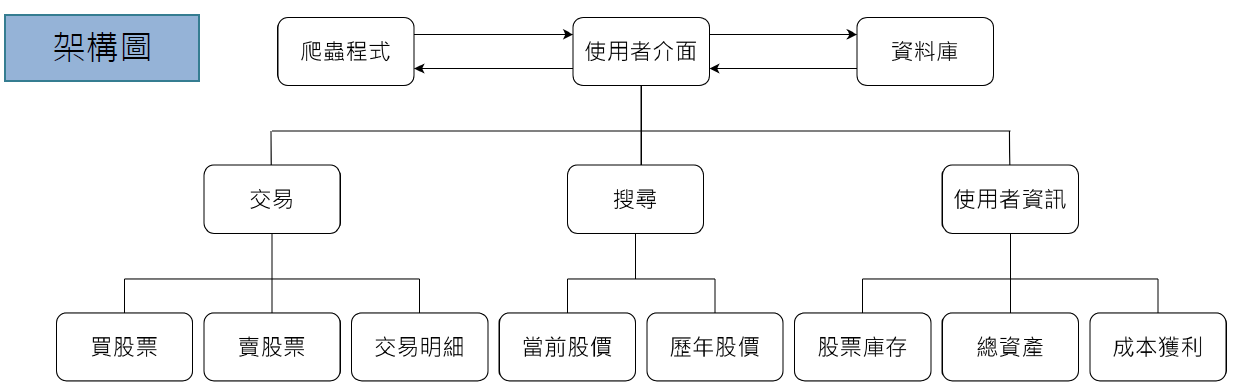 架構圖
爬蟲程式
使用者介面
資料庫
交易
搜尋
使用者資訊
買股票
賣股票
交易明細
當前股價
歷年股價
股票庫存
總資產
成本獲利